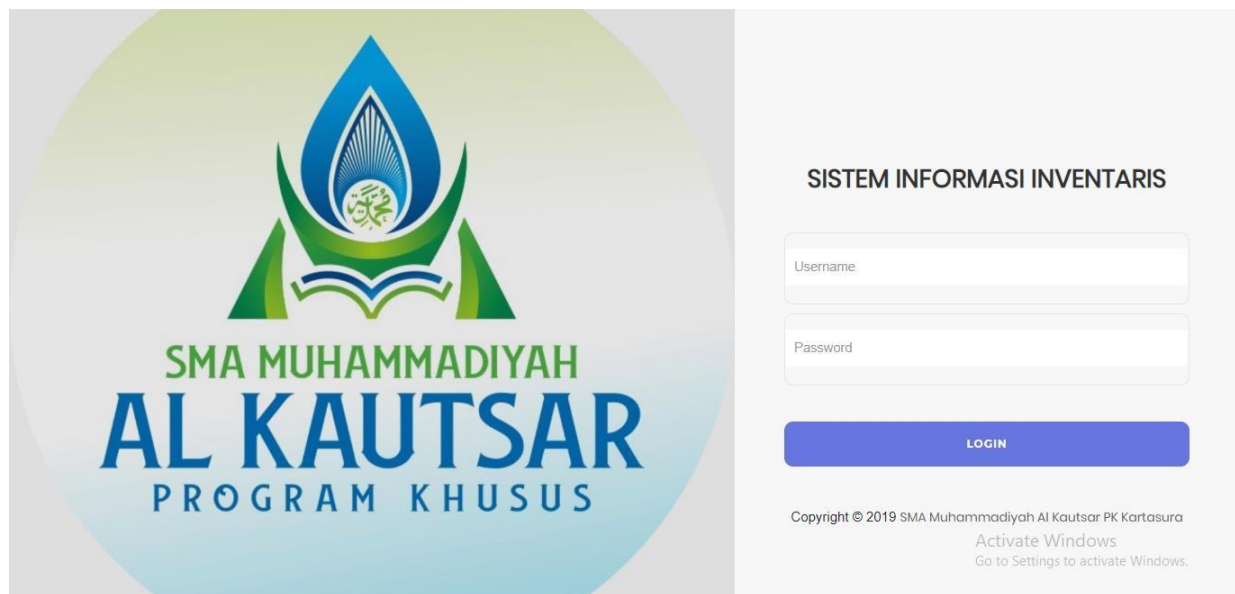 محمدية
SMA MUHAMMADIYAH
AL KAUTSAR
PROGRAM KHUSUS
SISTEM INFORMASI INVENTARIS
Username
Password
LOGIN
Copyright © 2019 SMA Muhammadiyah Al Kautsar PK Kartasura
Activate Windows
Go to Settings to activate Windows.